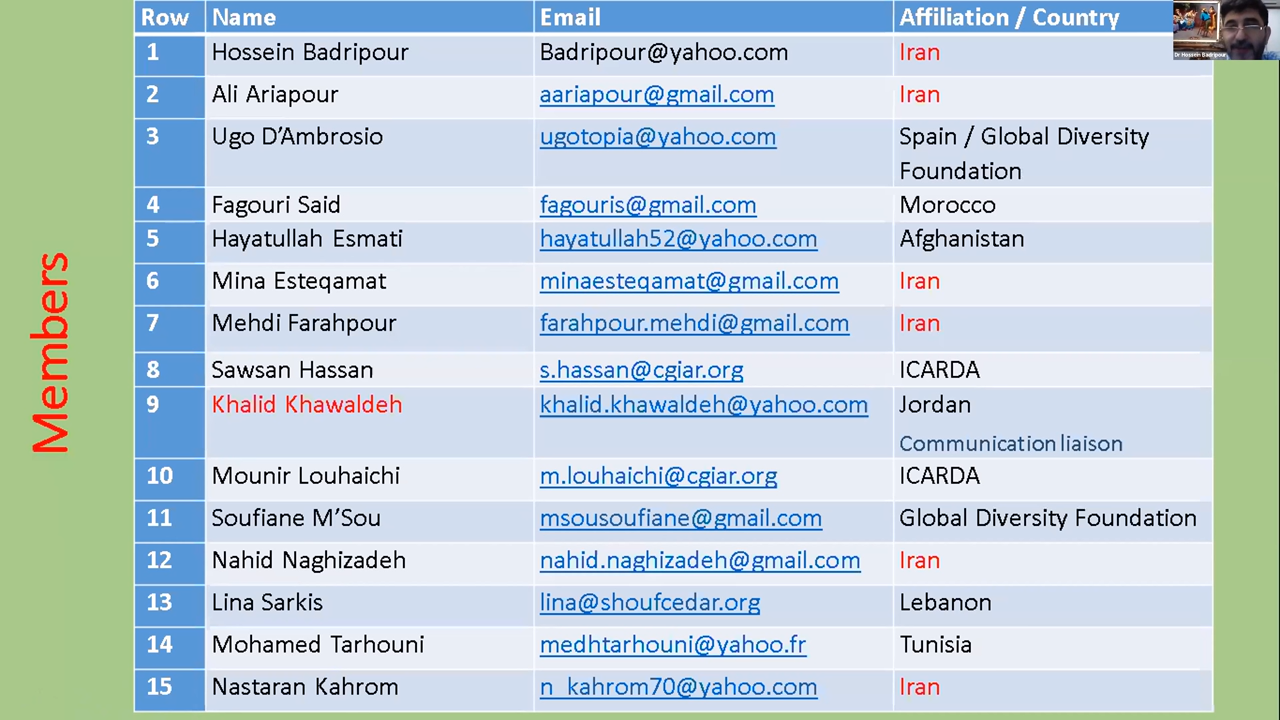 Row Name Email Affiliation / Country
1 Hossein Badripour Badripour@yahoo.com Iran
2 Ali Ariapour aariapour@gmail.com Iran
3 Ugo D’Ambrosio ugotopia@yahoo.com Spain / Global Diversity
Foundation
4 Fagouri Said fagouris@gmail.com Morocco
5 Hayatullah Esmati hayatullah52@yahoo.com Afghanistan
6 Mina Esteqamat minaesteqamat@gmail.com Iran
7 Mehdi Farahpour farahpour.mehdi@gmail.com Iran
8 Sawsan Hassan s.hassan@cgiar.org ICARDA
9 Khalid Khawaldeh khalid.khawaldeh@yahoo.com Jordan
Communication liaison
10 Mounir Louhaichi m.louhaichi@cgiar.org ICARDA
11 Soufiane M’Sou msousoufiane@gmail.com Global Diversity Foundation
12 Nahid Naghizadeh nahid.naghizadeh@gmail.com Iran
13 Lina Sarkis lina@shoufcedar.org Lebanon
14 Mohamed Tarhouni medhtarhouni@yahoo.fr Tunisia
15 Nastaran Kahrom n_kahrom70@yahoo.com Iran
Members
Dr Hossein Badripour